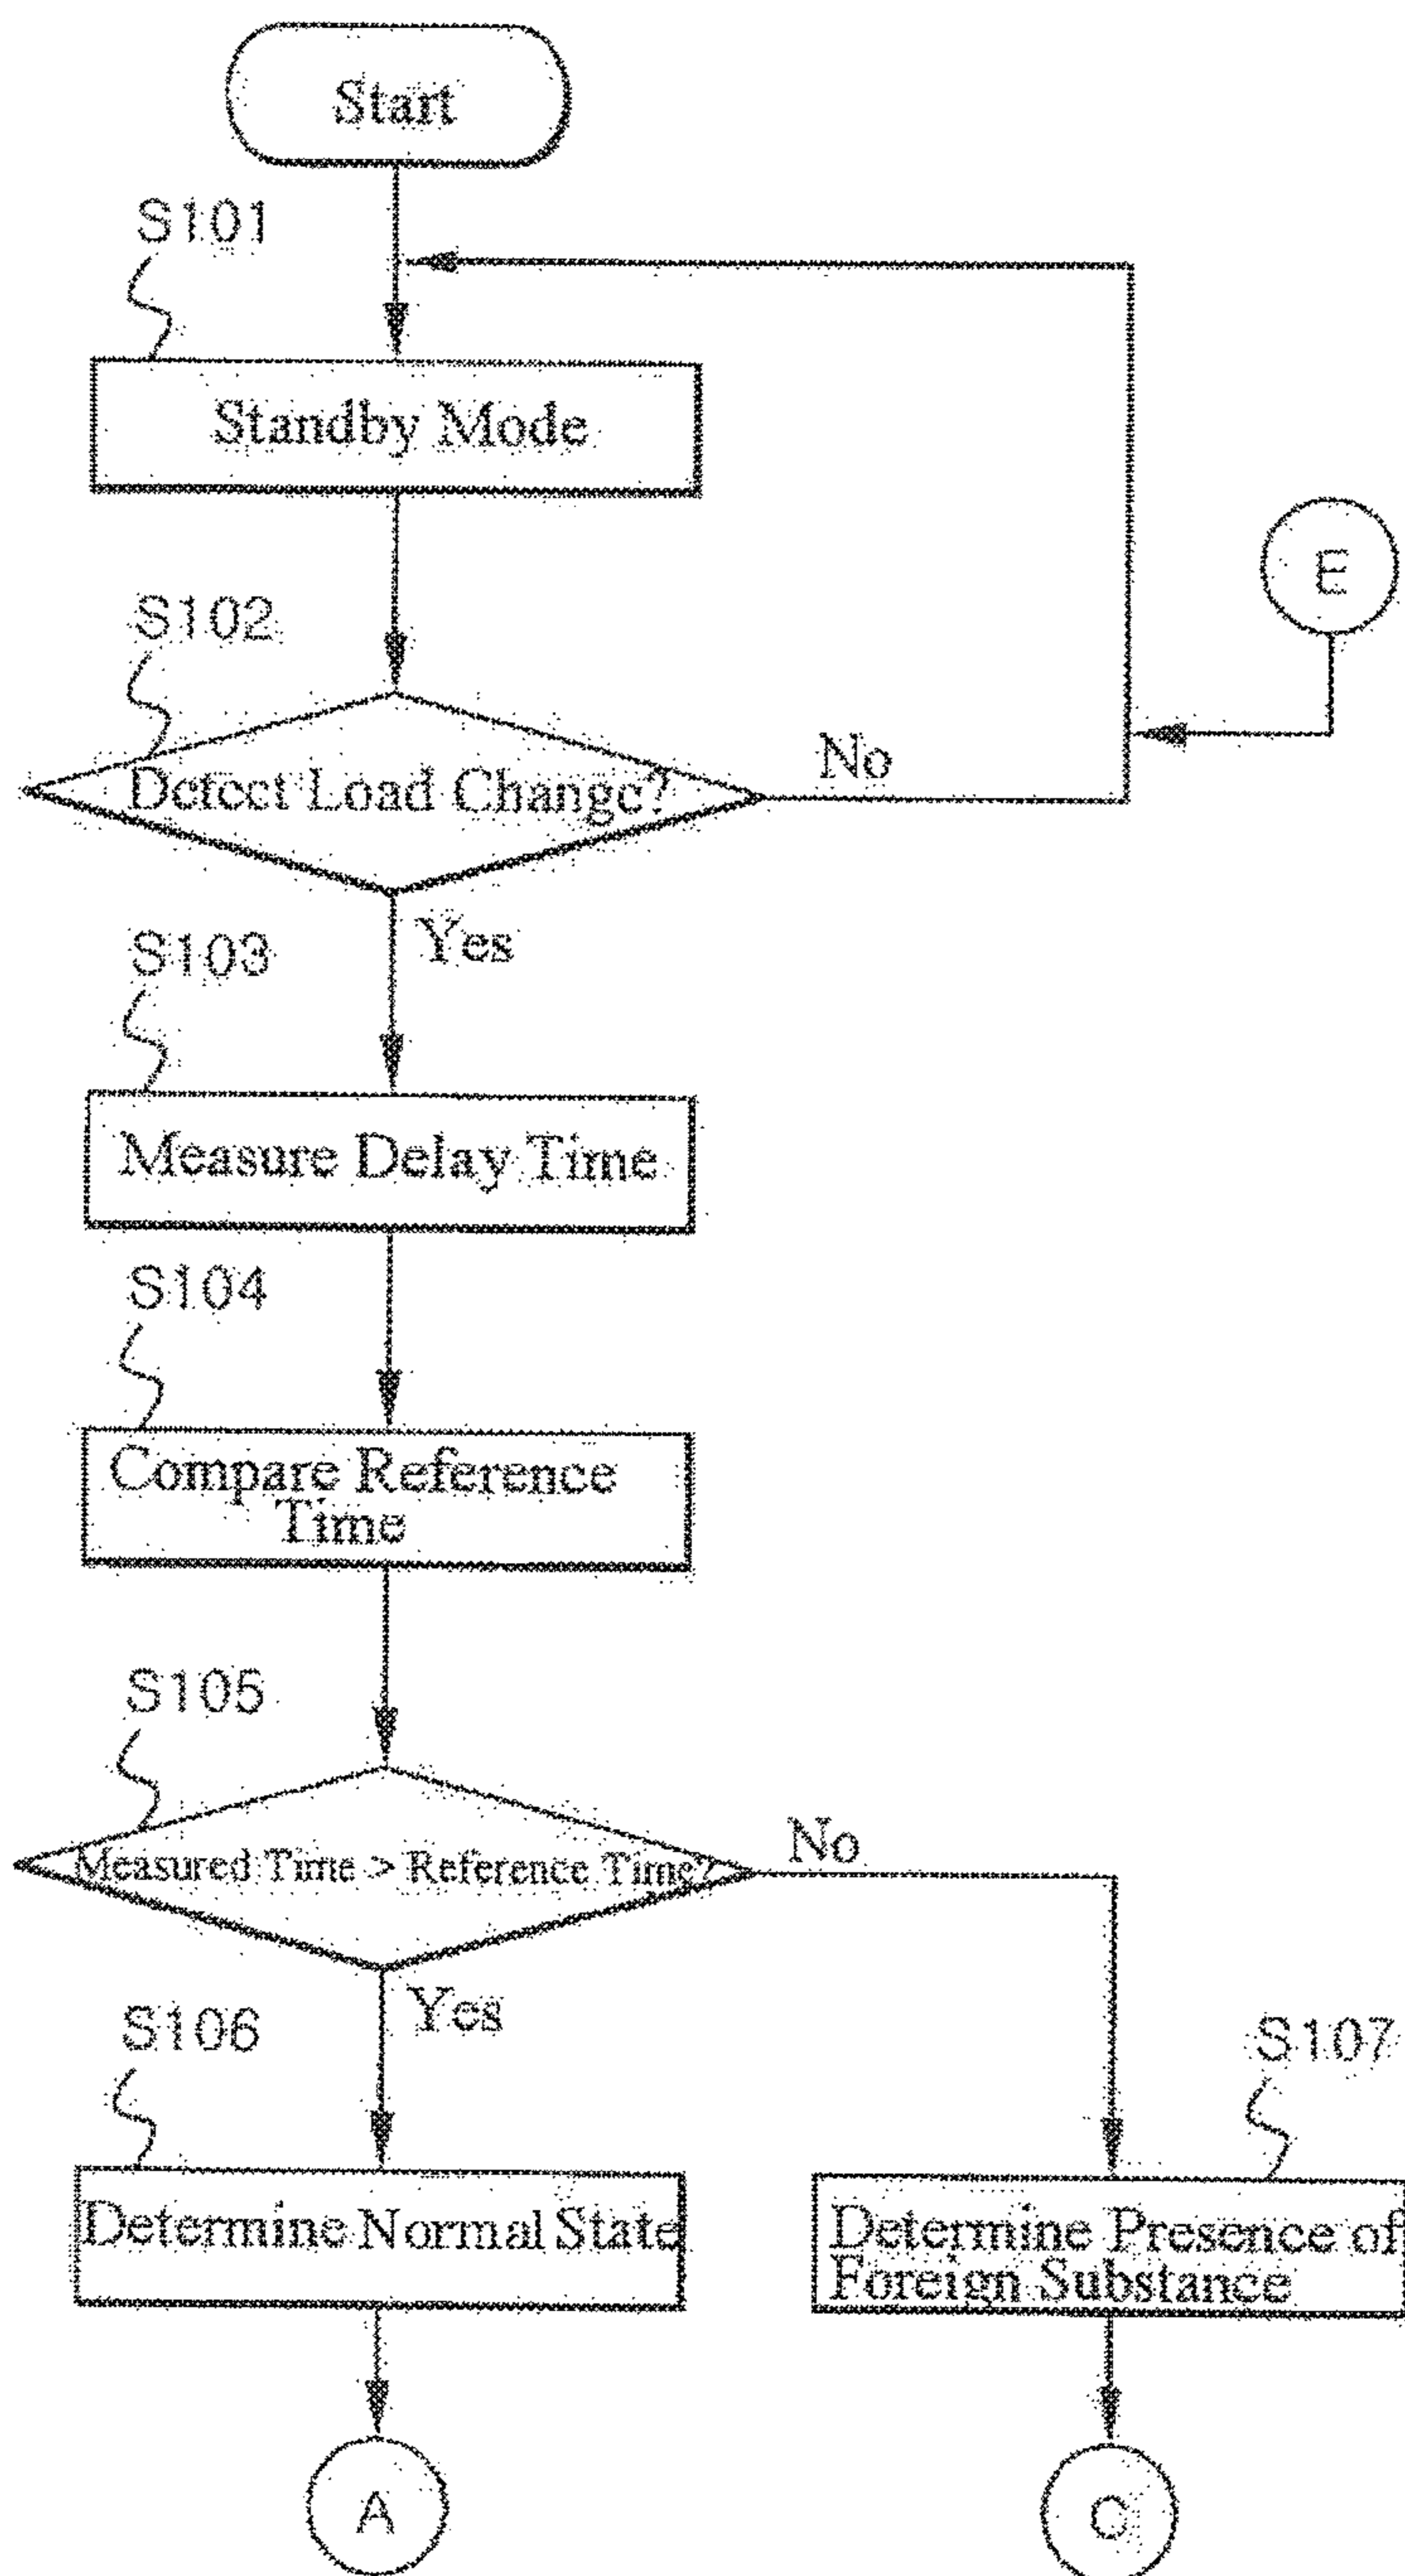 Start
S101
Standby Mode
E
S102
Detect Load Change?
No
Yes
S103
Measure Delay Time
S104
Compare Reference
Time
S105
Measured Time > Reference Time?
No
Yes
S106
S107
Determine Normal State
Determine Presence of
Foreign Substance
A
C